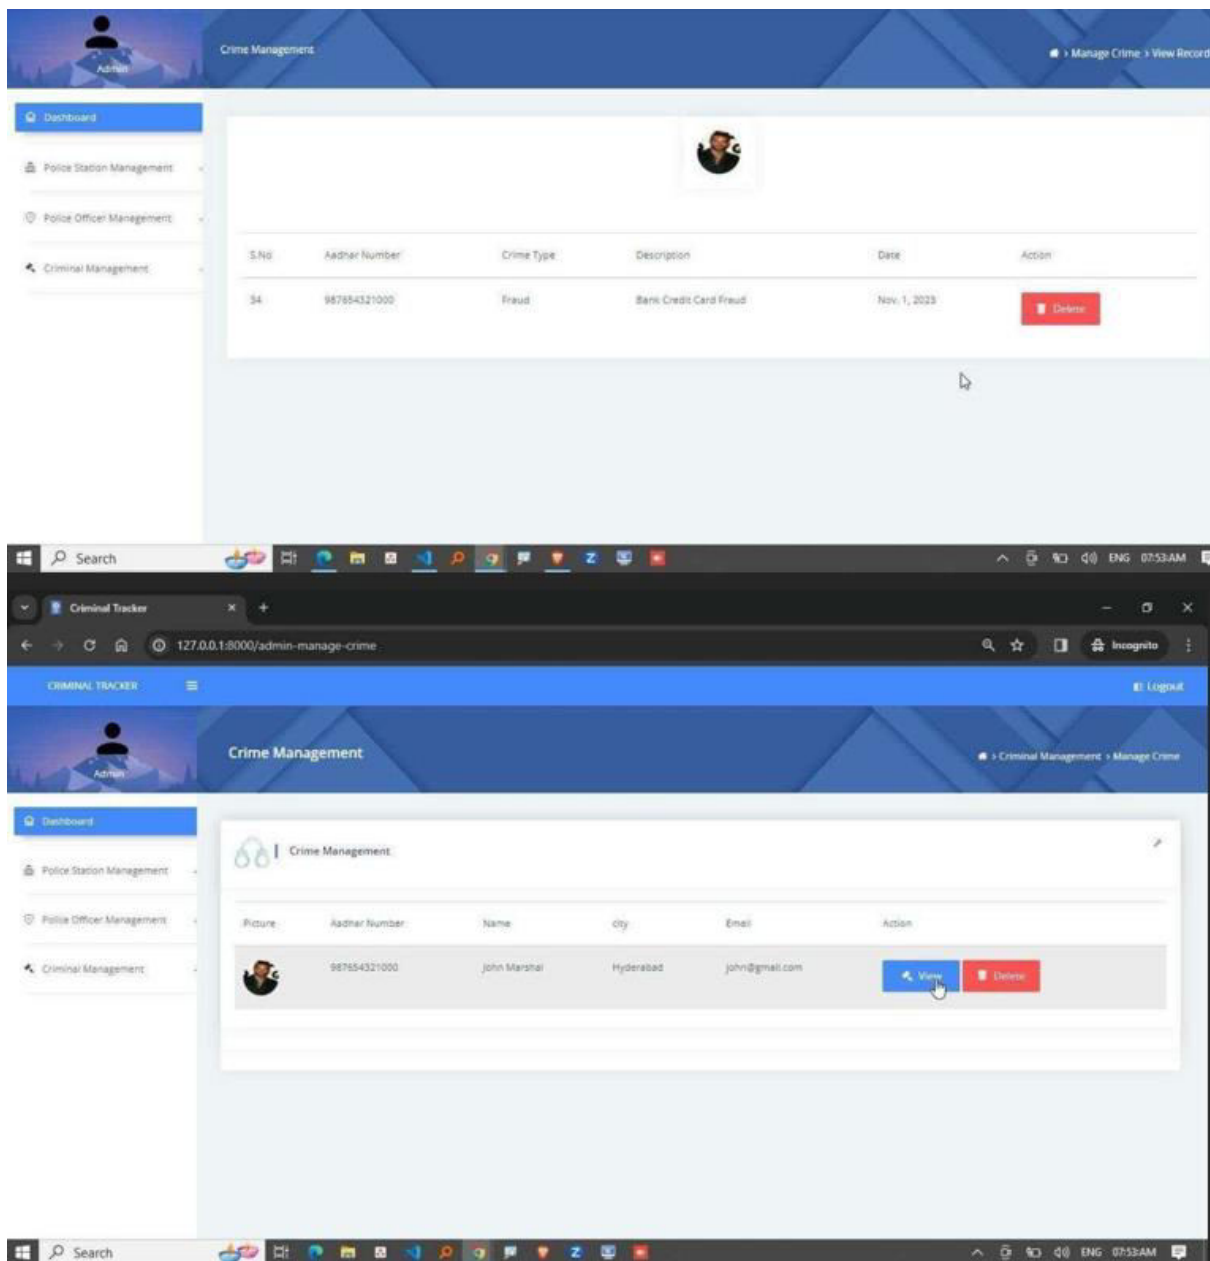 Crime Management
Manage Crime > View Record
Admin
Dashboard
Police Station Management
Police Officer Management
Criminal Management
S.No Aadhar Number Crime Type Description Date Action
34 987654321000 Fraud Bank Credit Card Fraud Nov. 1, 2023 Delete
Search
ENG 07:53AM
Criminal Tracker
127.0.0.1:8000/admin-manage-crime
Incognito
CRIMINAL TRACKER
Logout
Crime Management
> Criminal Management > Manage Crime
Admin
Dashboard
Crime Management
Police Station Management
Police Officer Management
Criminal Management
Picture Aadhar Number Name city Email Action
987654321000 John Marshal Hyderabad john@gmail.com View Delete
Search
ENG 07:53AM